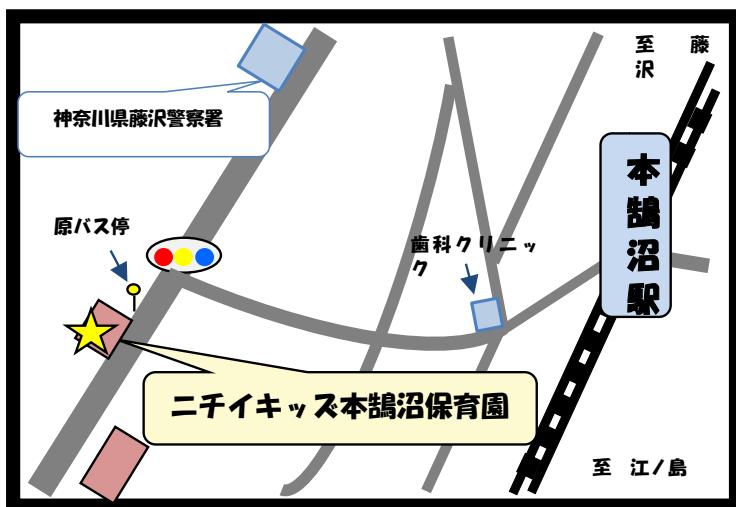 至　藤
沢
神奈川県藤沢警察署
本鵠沼駅
原バス停
歯科クリニッ
ク
ニチイキッズ本鵠沼保育園
至 江ノ島